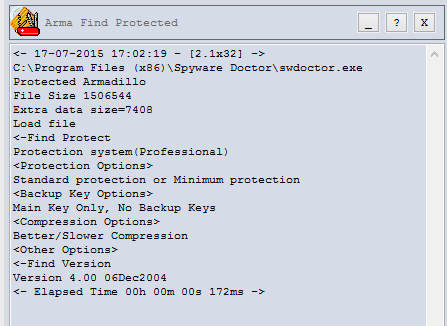 Arma Find Protected
_ ? X
<- 17-07-2015 17:02:19 - [2.1x32] ->
C:\Program Files (x86)\Spyware Doctor\swdoctor.exe
Protected Armadillo
File Size 1506544
Extra data size=7408
Load file
<-Find Protect
Protection system(Professional)
<Protection Options>
Standard protection or Minimum protection
<Backup Key Options>
Main Key Only, No Backup Keys
<Compression Options>
Better/Slower Compression
<Other Options>
<-Find Version
Version 4.00 06Dec2004
<- Elapsed Time 00h 00m 00s 172ms ->